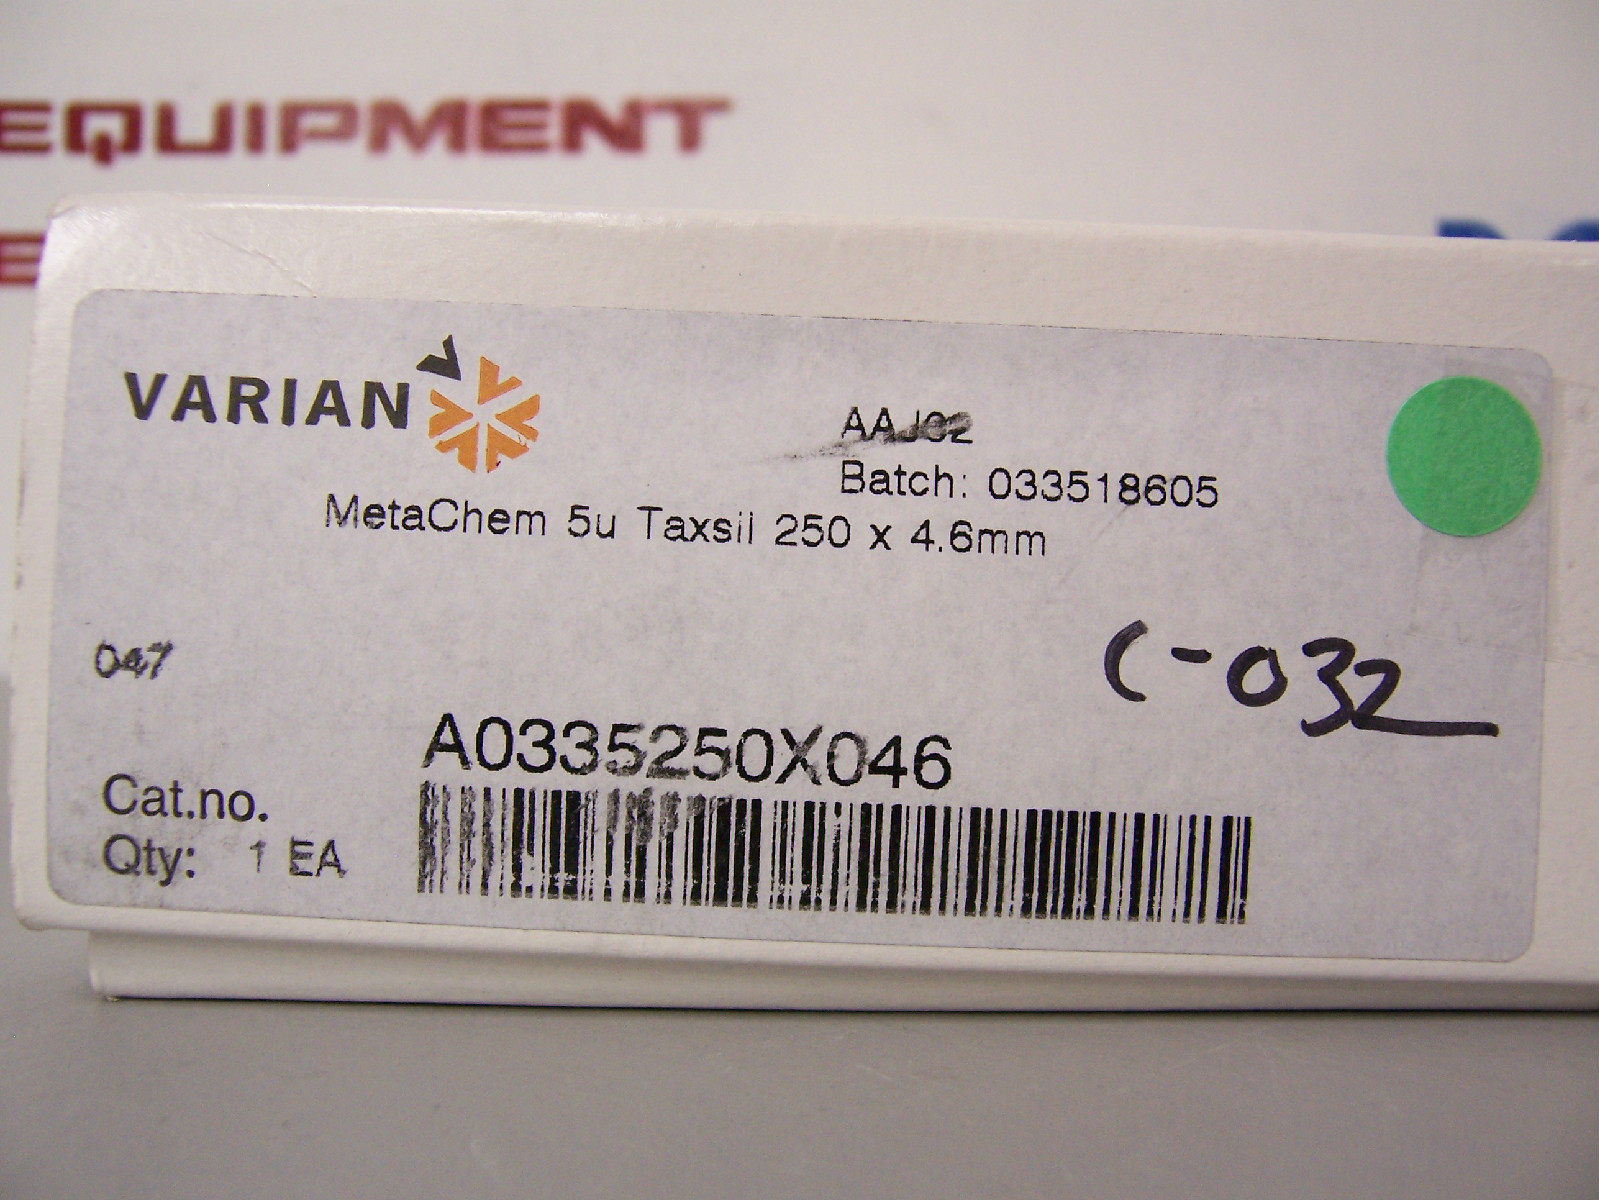 EQUIPMENT
VARIAN
AAJ02
Batch: 033518605
MetaChem 5u Taxsil 250 x 4.6mm
047
C-032
A0335250X046
Cat.no.
Qty: 1 EA